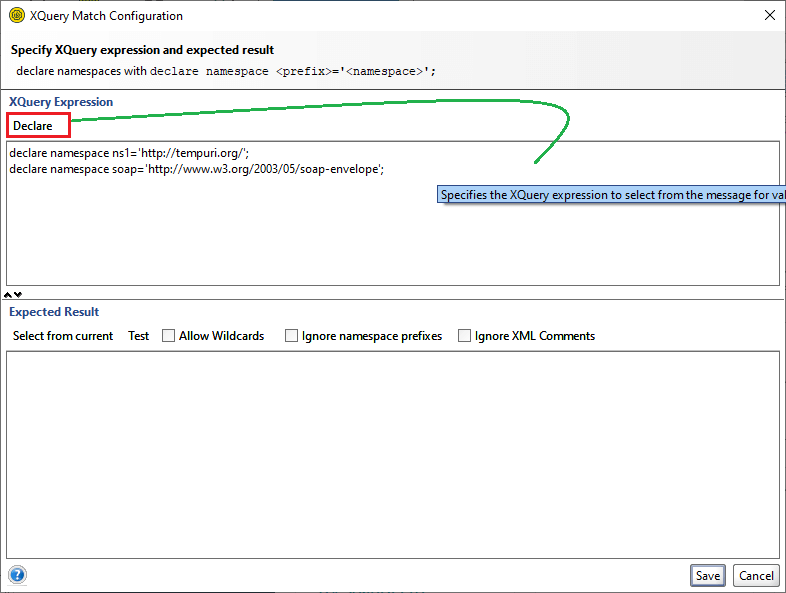 XQuery Match Configuration
Specify XQuery expression and expected result
declare namespaces with declare namespace <prefix>='<namespace>';
XQuery Expression
Declare
declare namespace ns1='http://tempuri.org/';
declare namespace soap='http://www.w3.org/2003/05/soap-envelope';
Specifies the XQuery expression to select from the message for
Expected Result
Select from current Test Allow Wildcards Ignore namespace prefixes Ignore XML Comments
Save Cancel